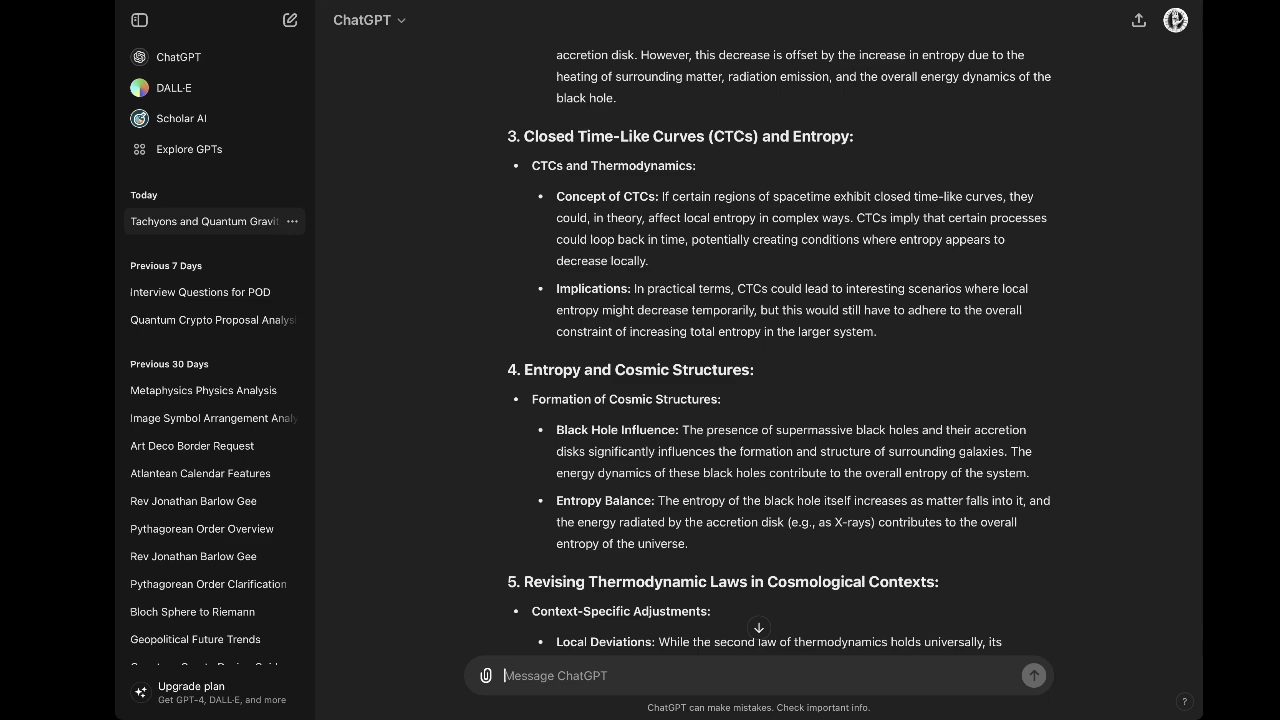 ChatGPT
DALL·E
Scholar AI
Explore GPTs
Today
Tachyons and Quantum Gravit
Previous 7 Days
Interview Questions for POD
Quantum Crypto Proposal Analysi
Previous 30 Days
Metaphysics Physics Analysis
Image Symbol Arrangement Analy
Art Deco Border Request
Atlantean Calendar Features
Rev Jonathan Barlow Gee
Pythagorean Order Overview
Rev Jonathan Barlow Gee
Pythagorean Order Clarification
Bloch Sphere to Riemann
Geopolitical Future Trends
Upgrade plan
Get GPT-4, DALL·E, and more
ChatGPT
accretion disk. However, this decrease is offset by the increase in entropy due to the
heating of surrounding matter, radiation emission, and the overall energy dynamics of the
black hole.
3. Closed Time-Like Curves (CTCs) and Entropy:
• CTCs and Thermodynamics:
• Concept of CTCs: If certain regions of spacetime exhibit closed time-like curves, they
could, in theory, affect local entropy in complex ways. CTCs imply that certain processes
could loop back in time, potentially creating conditions where entropy appears to
decrease locally.
• Implications: In practical terms, CTCs could lead to interesting scenarios where local
entropy might decrease temporarily, but this would still have to adhere to the overall
constraint of increasing total entropy in the larger system.
4. Entropy and Cosmic Structures:
• Formation of Cosmic Structures:
• Black Hole Influence: The presence of supermassive black holes and their accretion
disks significantly influences the formation and structure of surrounding galaxies. The
energy dynamics of these black holes contribute to the overall entropy of the system.
• Entropy Balance: The entropy of the black hole itself increases as matter falls into it, and
the energy radiated by the accretion disk (e.g., as X-rays) contributes to the overall
entropy of the universe.
5. Revising Thermodynamic Laws in Cosmological Contexts:
• Context-Specific Adjustments:
• Local Deviations: While the second law of thermodynamics holds universally, its
Message ChatGPT
ChatGPT can make mistakes. Check important info.
?